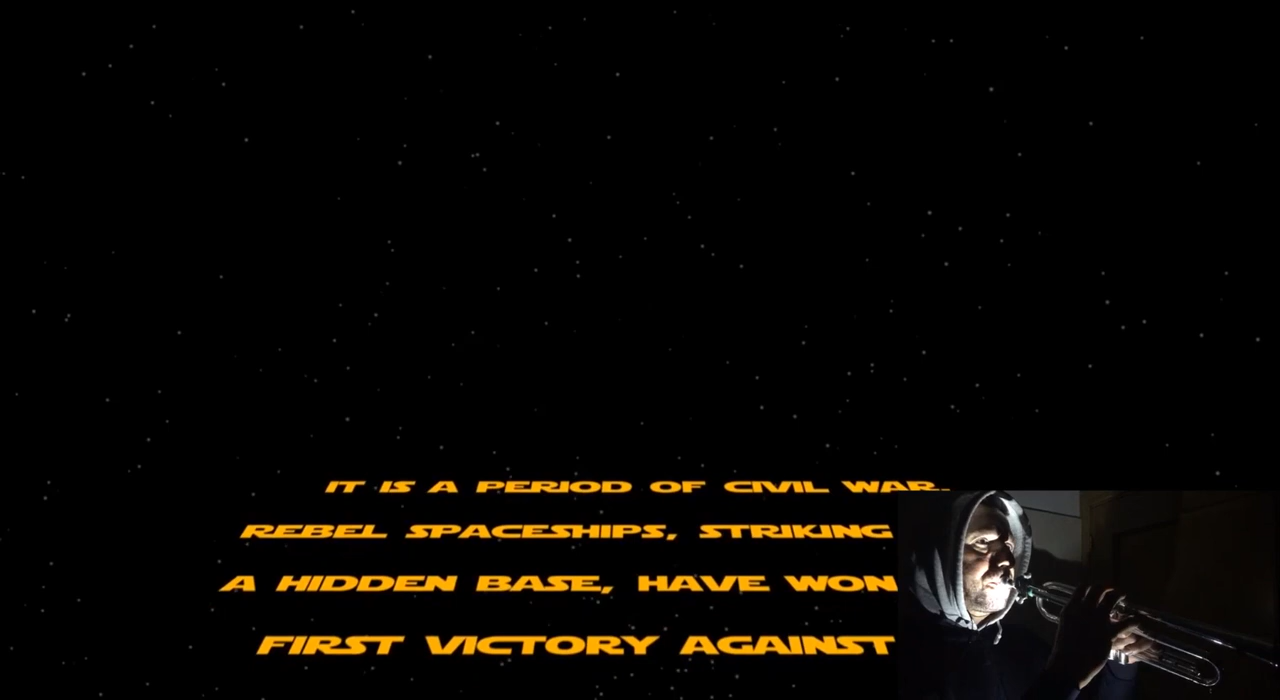 IT IS A PERIOD OF CIVIL WAR.
REBEL SPACESHIPS, STRIKING
A HIDDEN BASE, HAVE WON
FIRST VICTORY AGAINST